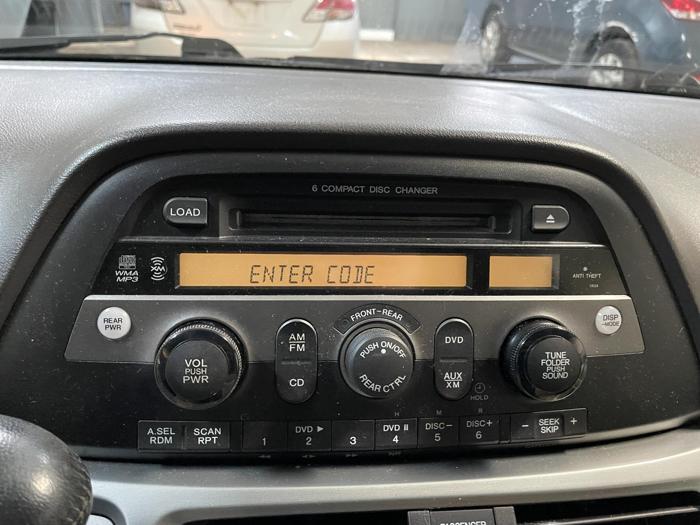 6 COMPACT DISC CHANGER
LOAD
WMA
MP3
XM
ENTER CODE
ANTI THEFT
REAR
PWR
DISP
-MODE
VOL
PUSH
PWR
AM
FM
CD
FRONT-REAR
PUSH ON/OFF
REAR CTRL
DVD
AUX
XM
HOLD
TUNE
FOLDER
PUSH
SOUND
A.SEL
RDM
SCAN
RPT
1
DVD ▶
2
3
H
DVD II
4
M
DISC-
5
R
DISC+
6
- SEEK +
SKIP
PASSENGER